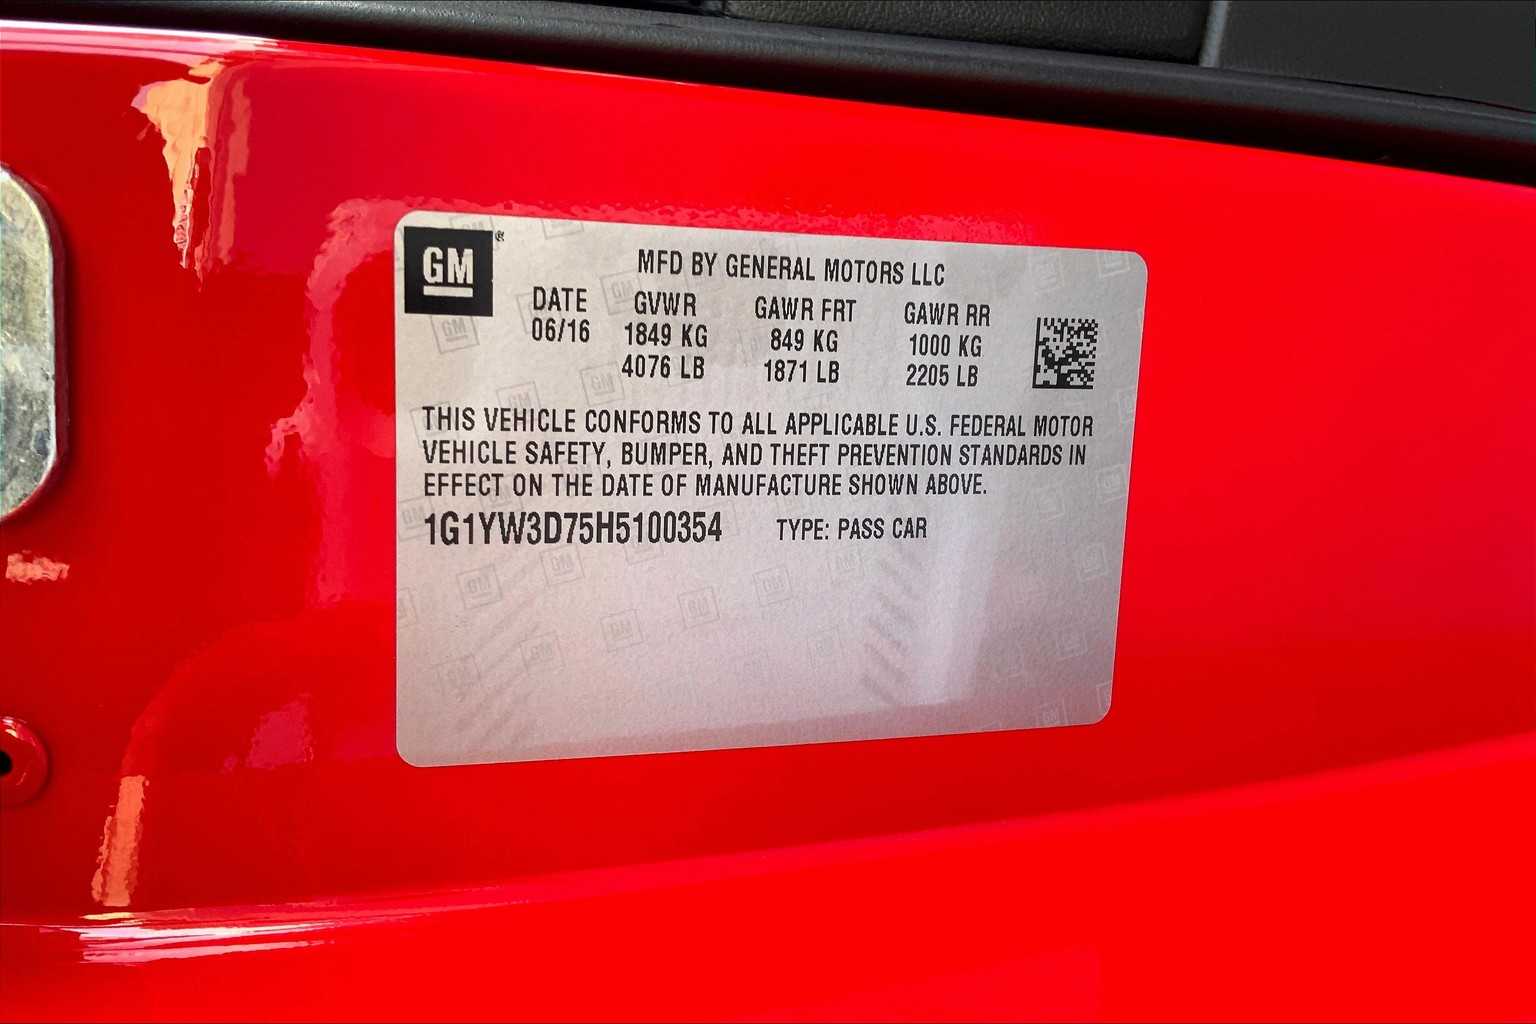 GM
MFD BY GENERAL MOTORS LLC
DATE GVWR GAWR FRT GAWR RR
06/16 1849 KG 849 KG 1000 KG
4076 LB 1871 LB 2205 LB
THIS VEHICLE CONFORMS TO ALL APPLICABLE U.S. FEDERAL MOTOR
VEHICLE SAFETY, BUMPER, AND THEFT PREVENTION STANDARDS IN
EFFECT ON THE DATE OF MANUFACTURE SHOWN ABOVE.
1G1YW3D75H5100354 TYPE: PASS CAR